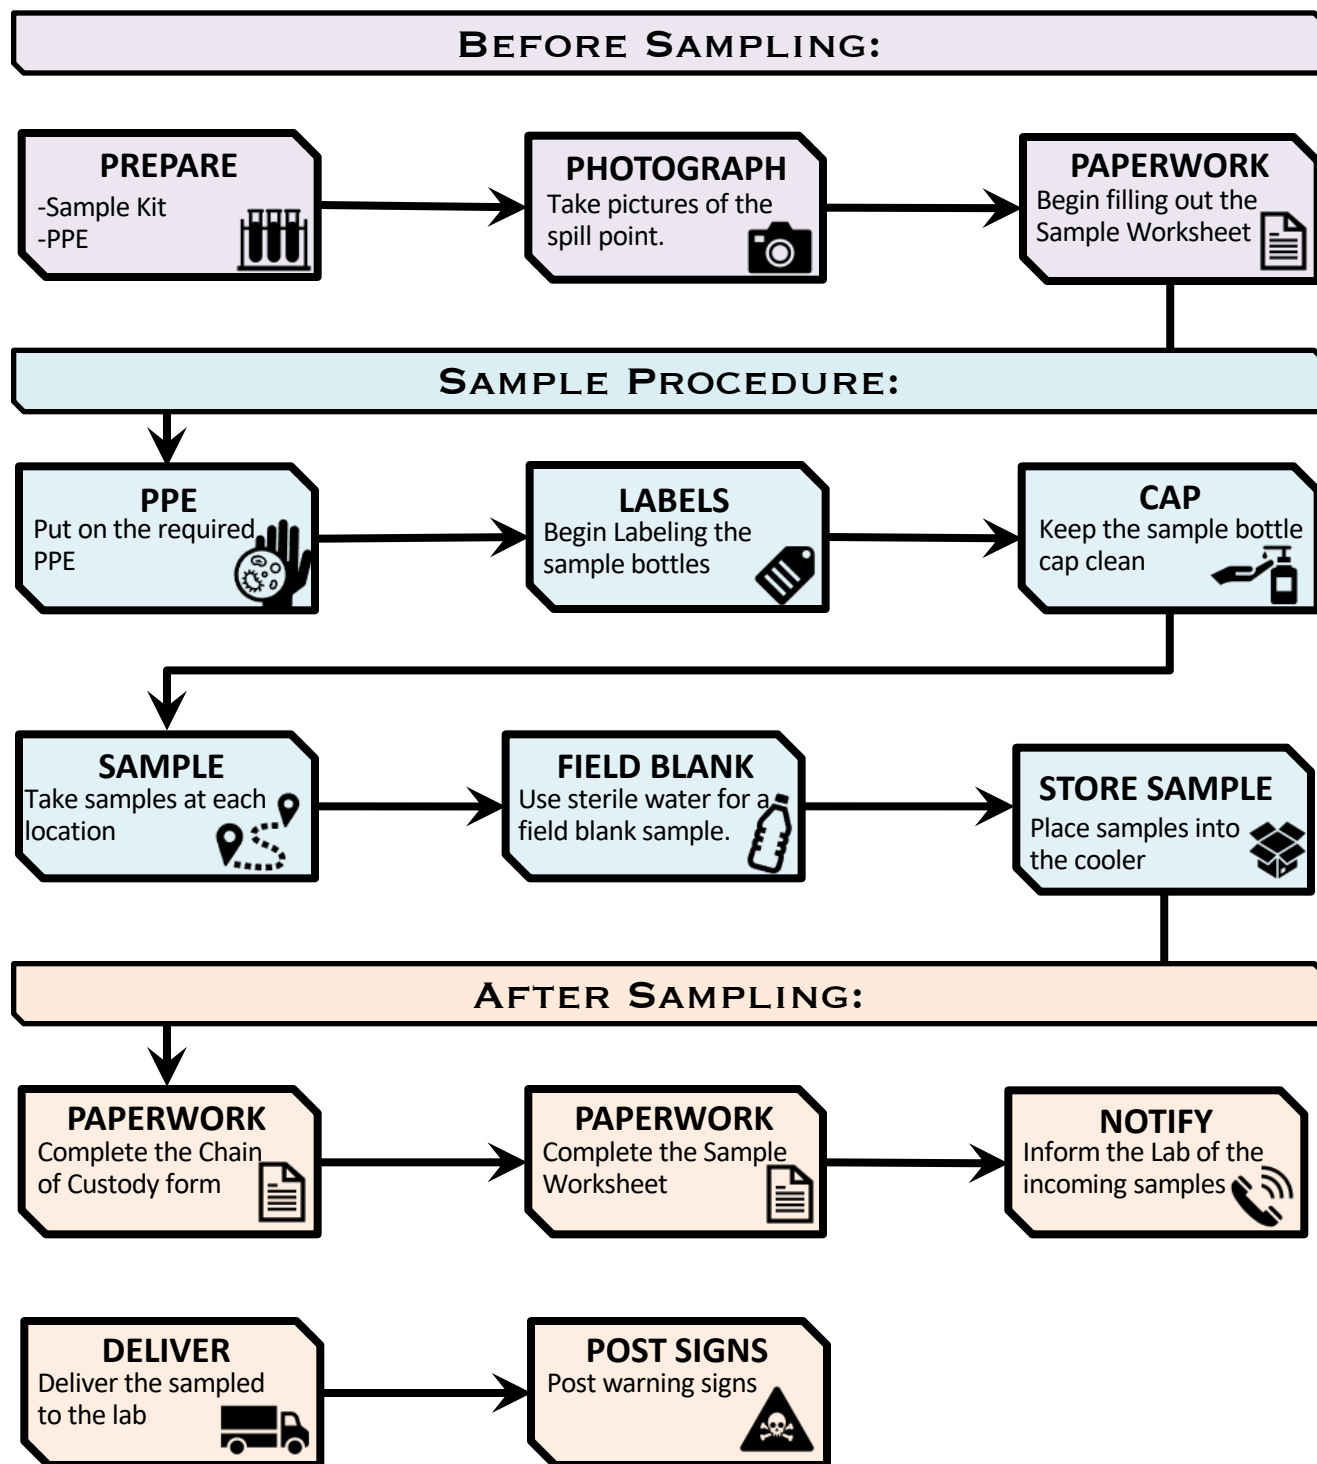 BEFORE SAMPLING:
PREPARE
-Sample Kit
-PPE
PHOTOGRAPH
Take pictures of the
spill point.
PAPERWORK
Begin filling out the
Sample Worksheet
SAMPLE PROCEDURE:
PPE
Put on the required
PPE
LABELS
Begin Labeling the
sample bottles
CAP
Keep the sample bottle
cap clean
SAMPLE
Take samples at each
location
FIELD BLANK
Use sterile water for a
field blank sample.
STORE SAMPLE
Place samples into
the cooler
AFTER SAMPLING:
PAPERWORK
Complete the Chain
of Custody form
PAPERWORK
Complete the Sample
Worksheet
NOTIFY
Inform the Lab of the
incoming samples
DELIVER
Deliver the sampled
to the lab
POST SIGNS
Post warning signs